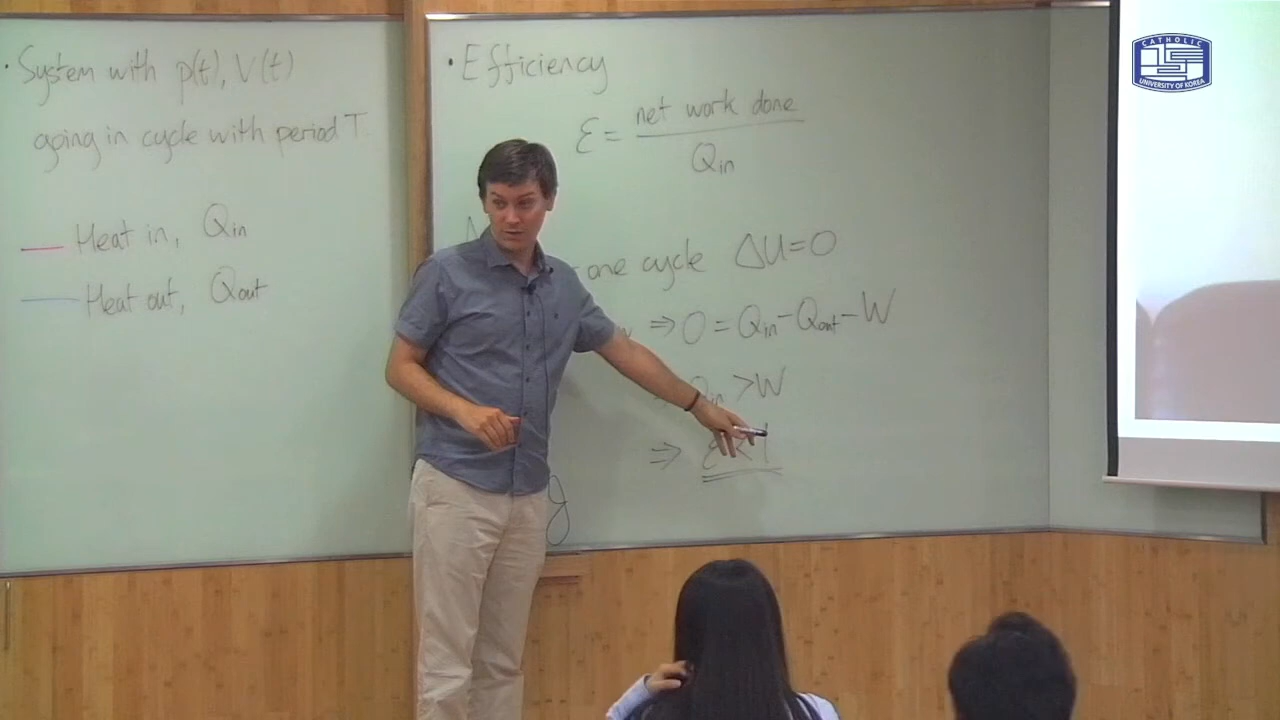 · System with p(t), V(t)
going in cycle with period T.
Heat in, Qin
Heat out, Qout
· Efficiency
ε = net work done
Qin
one cycle ΔU=0
⇒ 0 = Qin - Qout - W
>W
⇒ ε<1
CATHOLIC
UNIVERSITY OF KOREA